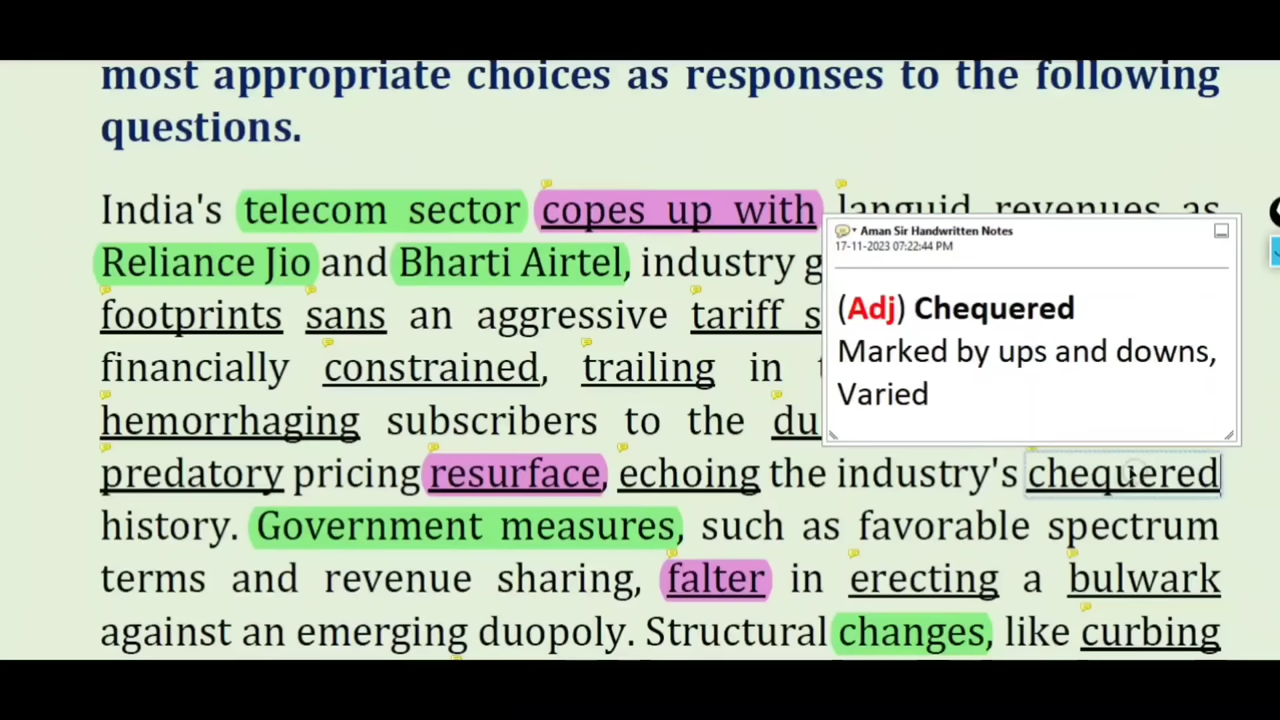 most appropriate choices as responses to the following
questions.
India's telecom sector copes up with languid revenues as
Reliance Jio and Bharti Airtel, industry g
footprints sans an aggressive tariff s
financially constrained, trailing in t
hemorrhaging subscribers to the du
predatory pricing resurface, echoing the industry's chequered
history. Government measures, such as favorable spectrum
terms and revenue sharing, falter in erecting a bulwark
against an emerging duopoly. Structural changes, like curbing
Aman Sir Handwritten Notes
17-11-2023 07:22:44 PM
(Adj) Chequered
Marked by ups and downs,
Varied